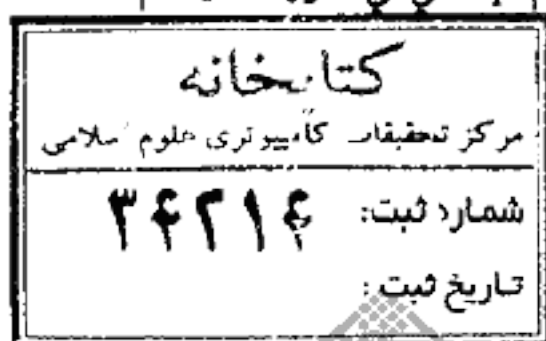 کتابخانه
مرکز تحقیقات کامپیوتری علوم اسلامی
شماره ثبت: ۳۴۲۱۴
تاریخ ثبت :